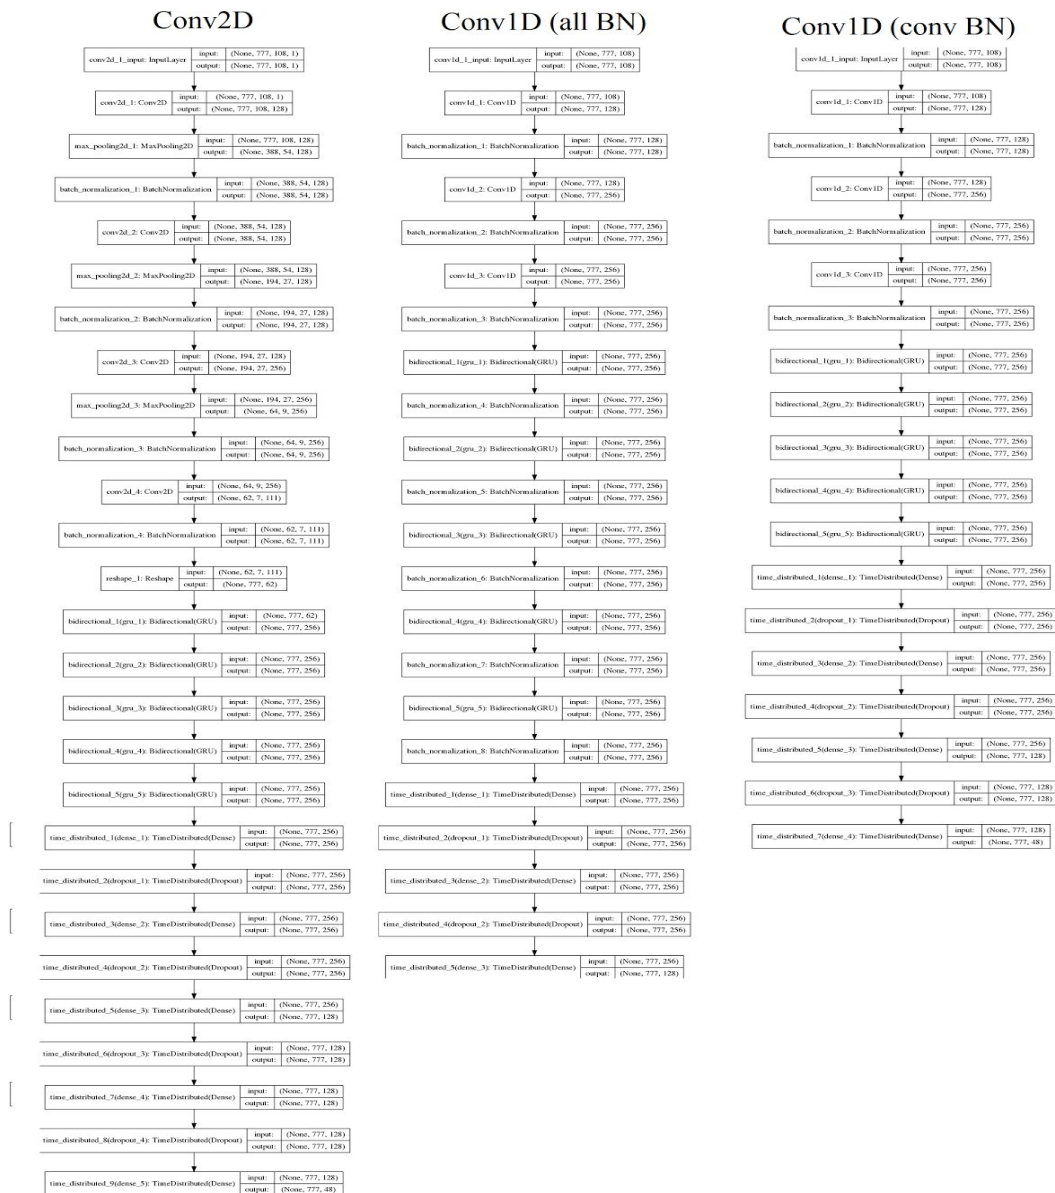 Conv2D
conv2d_1_input: InputLayer
input: (None, 777, 108, 1)
output: (None, 777, 108, 1)
conv2d_1: Conv2D
input: (None, 777, 108, 1)
output: (None, 777, 108, 128)
max_pooling2d_1: MaxPooling2D
input: (None, 777, 108, 128)
output: (None, 388, 54, 128)
batch_normalization_1: BatchNormalization
input: (None, 388, 54, 128)
output: (None, 388, 54, 128)
conv2d_2: Conv2D
input: (None, 388, 54, 128)
output: (None, 388, 54, 128)
max_pooling2d_2: MaxPooling2D
input: (None, 388, 54, 128)
output: (None, 194, 27, 128)
batch_normalization_2: BatchNormalization
input: (None, 194, 27, 128)
output: (None, 194, 27, 128)
conv2d_3: Conv2D
input: (None, 194, 27, 128)
output: (None, 194, 27, 256)
max_pooling2d_3: MaxPooling2D
input: (None, 194, 27, 256)
output: (None, 64, 9, 256)
batch_normalization_3: BatchNormalization
input: (None, 64, 9, 256)
output: (None, 64, 9, 256)
conv2d_4: Conv2D
input: (None, 64, 9, 256)
output: (None, 62, 7, 111)
batch_normalization_4: BatchNormalization
input: (None, 62, 7, 111)
output: (None, 62, 7, 111)
reshape_1: Reshape
input: (None, 62, 7, 111)
output: (None, 777, 62)
bidirectional_1(gru_1): Bidirectional(GRU)
input: (None, 777, 62)
output: (None, 777, 256)
bidirectional_2(gru_2): Bidirectional(GRU)
input: (None, 777, 256)
output: (None, 777, 256)
bidirectional_3(gru_3): Bidirectional(GRU)
input: (None, 777, 256)
output: (None, 777, 256)
bidirectional_4(gru_4): Bidirectional(GRU)
input: (None, 777, 256)
output: (None, 777, 256)
bidirectional_5(gru_5): Bidirectional(GRU)
input: (None, 777, 256)
output: (None, 777, 256)
time_distributed_1(dense_1): TimeDistributed(Dense)
input: (None, 777, 256)
output: (None, 777, 256)
time_distributed_2(dropout_1): TimeDistributed(Dropout)
input: (None, 777, 256)
output: (None, 777, 256)
time_distributed_3(dense_2): TimeDistributed(Dense)
input: (None, 777, 256)
output: (None, 777, 256)
time_distributed_4(dropout_2): TimeDistributed(Dropout)
input: (None, 777, 256)
output: (None, 777, 256)
time_distributed_5(dense_3): TimeDistributed(Dense)
input: (None, 777, 256)
output: (None, 777, 128)
time_distributed_6(dropout_3): TimeDistributed(Dropout)
input: (None, 777, 128)
output: (None, 777, 128)
time_distributed_7(dense_4): TimeDistributed(Dense)
input: (None, 777, 128)
output: (None, 777, 128)
time_distributed_8(dropout_4): TimeDistributed(Dropout)
input: (None, 777, 128)
output: (None, 777, 128)
time_distributed_9(dense_5): TimeDistributed(Dense)
input: (None, 777, 128)
output: (None, 777, 48)
Conv1D (all BN)
conv1d_1_input: InputLayer
input: (None, 777, 108)
output: (None, 777, 108)
conv1d_1: Conv1D
input: (None, 777, 108)
output: (None, 777, 128)
batch_normalization_1: BatchNormalization
input: (None, 777, 128)
output: (None, 777, 128)
conv1d_2: Conv1D
input: (None, 777, 128)
output: (None, 777, 256)
batch_normalization_2: BatchNormalization
input: (None, 777, 256)
output: (None, 777, 256)
conv1d_3: Conv1D
input: (None, 777, 256)
output: (None, 777, 256)
batch_normalization_3: BatchNormalization
input: (None, 777, 256)
output: (None, 777, 256)
bidirectional_1(gru_1): Bidirectional(GRU)
input: (None, 777, 256)
output: (None, 777, 256)
batch_normalization_4: BatchNormalization
input: (None, 777, 256)
output: (None, 777, 256)
bidirectional_2(gru_2): Bidirectional(GRU)
input: (None, 777, 256)
output: (None, 777, 256)
batch_normalization_5: BatchNormalization
input: (None, 777, 256)
output: (None, 777, 256)
bidirectional_3(gru_3): Bidirectional(GRU)
input: (None, 777, 256)
output: (None, 777, 256)
batch_normalization_6: BatchNormalization
input: (None, 777, 256)
output: (None, 777, 256)
bidirectional_4(gru_4): Bidirectional(GRU)
input: (None, 777, 256)
output: (None, 777, 256)
batch_normalization_7: BatchNormalization
input: (None, 777, 256)
output: (None, 777, 256)
bidirectional_5(gru_5): Bidirectional(GRU)
input: (None, 777, 256)
output: (None, 777, 256)
batch_normalization_8: BatchNormalization
input: (None, 777, 256)
output: (None, 777, 256)
time_distributed_1(dense_1): TimeDistributed(Dense)
input: (None, 777, 256)
output: (None, 777, 256)
time_distributed_2(dropout_1): TimeDistributed(Dropout)
input: (None, 777, 256)
output: (None, 777, 256)
time_distributed_3(dense_2): TimeDistributed(Dense)
input: (None, 777, 256)
output: (None, 777, 256)
time_distributed_4(dropout_2): TimeDistributed(Dropout)
input: (None, 777, 256)
output: (None, 777, 256)
time_distributed_5(dense_3): TimeDistributed(Dense)
input: (None, 777, 256)
output: (None, 777, 128)
Conv1D (conv BN)
conv1d_1_input: InputLayer
input: (None, 777, 108)
output: (None, 777, 108)
conv1d_1: Conv1D
input: (None, 777, 108)
output: (None, 777, 128)
batch_normalization_1: BatchNormalization
input: (None, 777, 128)
output: (None, 777, 128)
conv1d_2: Conv1D
input: (None, 777, 128)
output: (None, 777, 256)
batch_normalization_2: BatchNormalization
input: (None, 777, 256)
output: (None, 777, 256)
conv1d_3: Conv1D
input: (None, 777, 256)
output: (None, 777, 256)
batch_normalization_3: BatchNormalization
input: (None, 777, 256)
output: (None, 777, 256)
bidirectional_1(gru_1): Bidirectional(GRU)
input: (None, 777, 256)
output: (None, 777, 256)
bidirectional_2(gru_2): Bidirectional(GRU)
input: (None, 777, 256)
output: (None, 777, 256)
bidirectional_3(gru_3): Bidirectional(GRU)
input: (None, 777, 256)
output: (None, 777, 256)
bidirectional_4(gru_4): Bidirectional(GRU)
input: (None, 777, 256)
output: (None, 777, 256)
bidirectional_5(gru_5): Bidirectional(GRU)
input: (None, 777, 256)
output: (None, 777, 256)
time_distributed_1(dense_1): TimeDistributed(Dense)
input: (None, 777, 256)
output: (None, 777, 256)
time_distributed_2(dropout_1): TimeDistributed(Dropout)
input: (None, 777, 256)
output: (None, 777, 256)
time_distributed_3(dense_2): TimeDistributed(Dense)
input: (None, 777, 256)
output: (None, 777, 256)
time_distributed_4(dropout_2): TimeDistributed(Dropout)
input: (None, 777, 256)
output: (None, 777, 256)
time_distributed_5(dense_3): TimeDistributed(Dense)
input: (None, 777, 256)
output: (None, 777, 128)
time_distributed_6(dropout_3): TimeDistributed(Dropout)
input: (None, 777, 128)
output: (None, 777, 128)
time_distributed_7(dense_4): TimeDistributed(Dense)
input: (None, 777, 128)
output: (None, 777, 48)